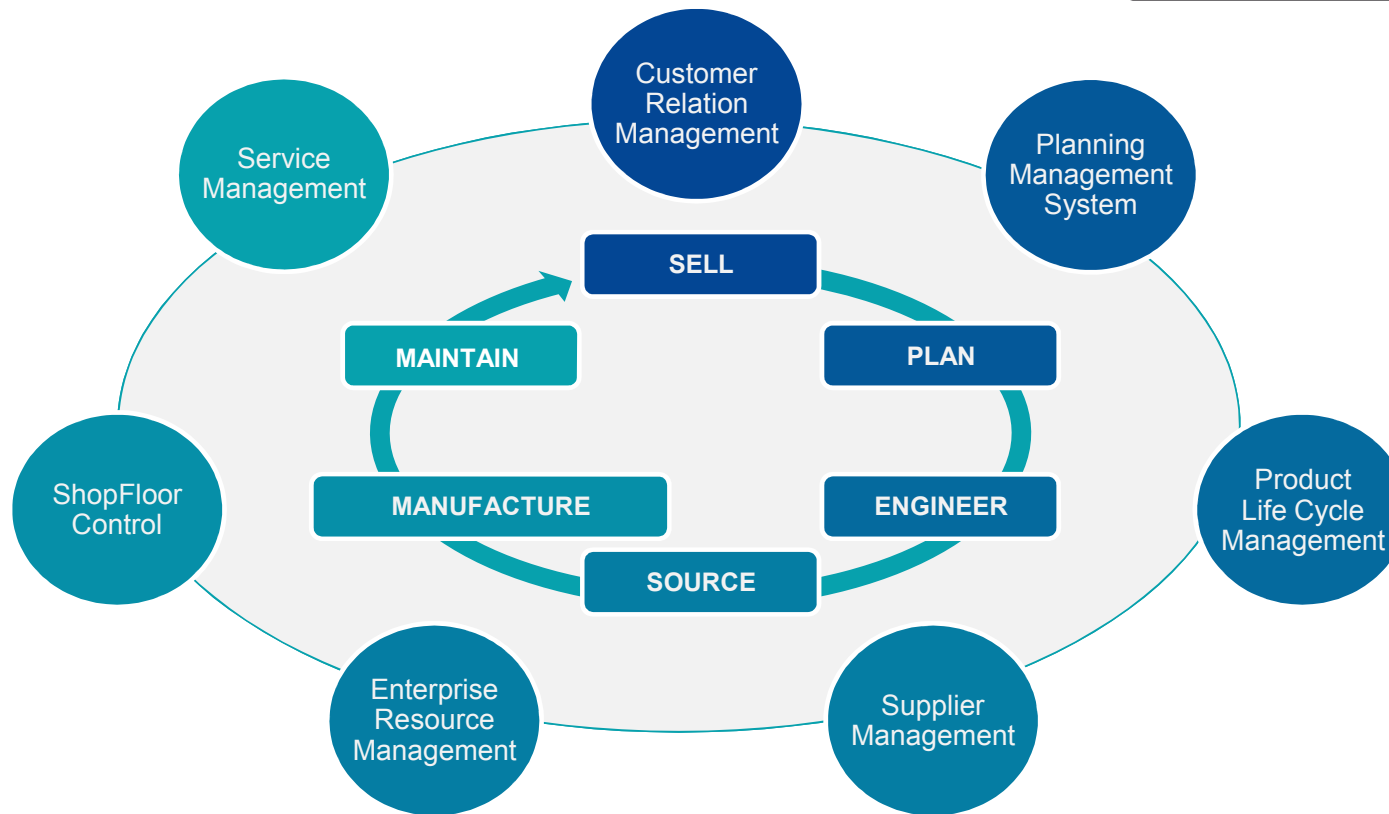 Customer
Relation
Management
Service
Management
Planning
Management
System
SELL
MAINTAIN
PLAN
MANUFACTURE
ENGINEER
SOURCE
ShopFloor
Control
Product
Life Cycle
Management
Enterprise
Resource
Management
Supplier
Management